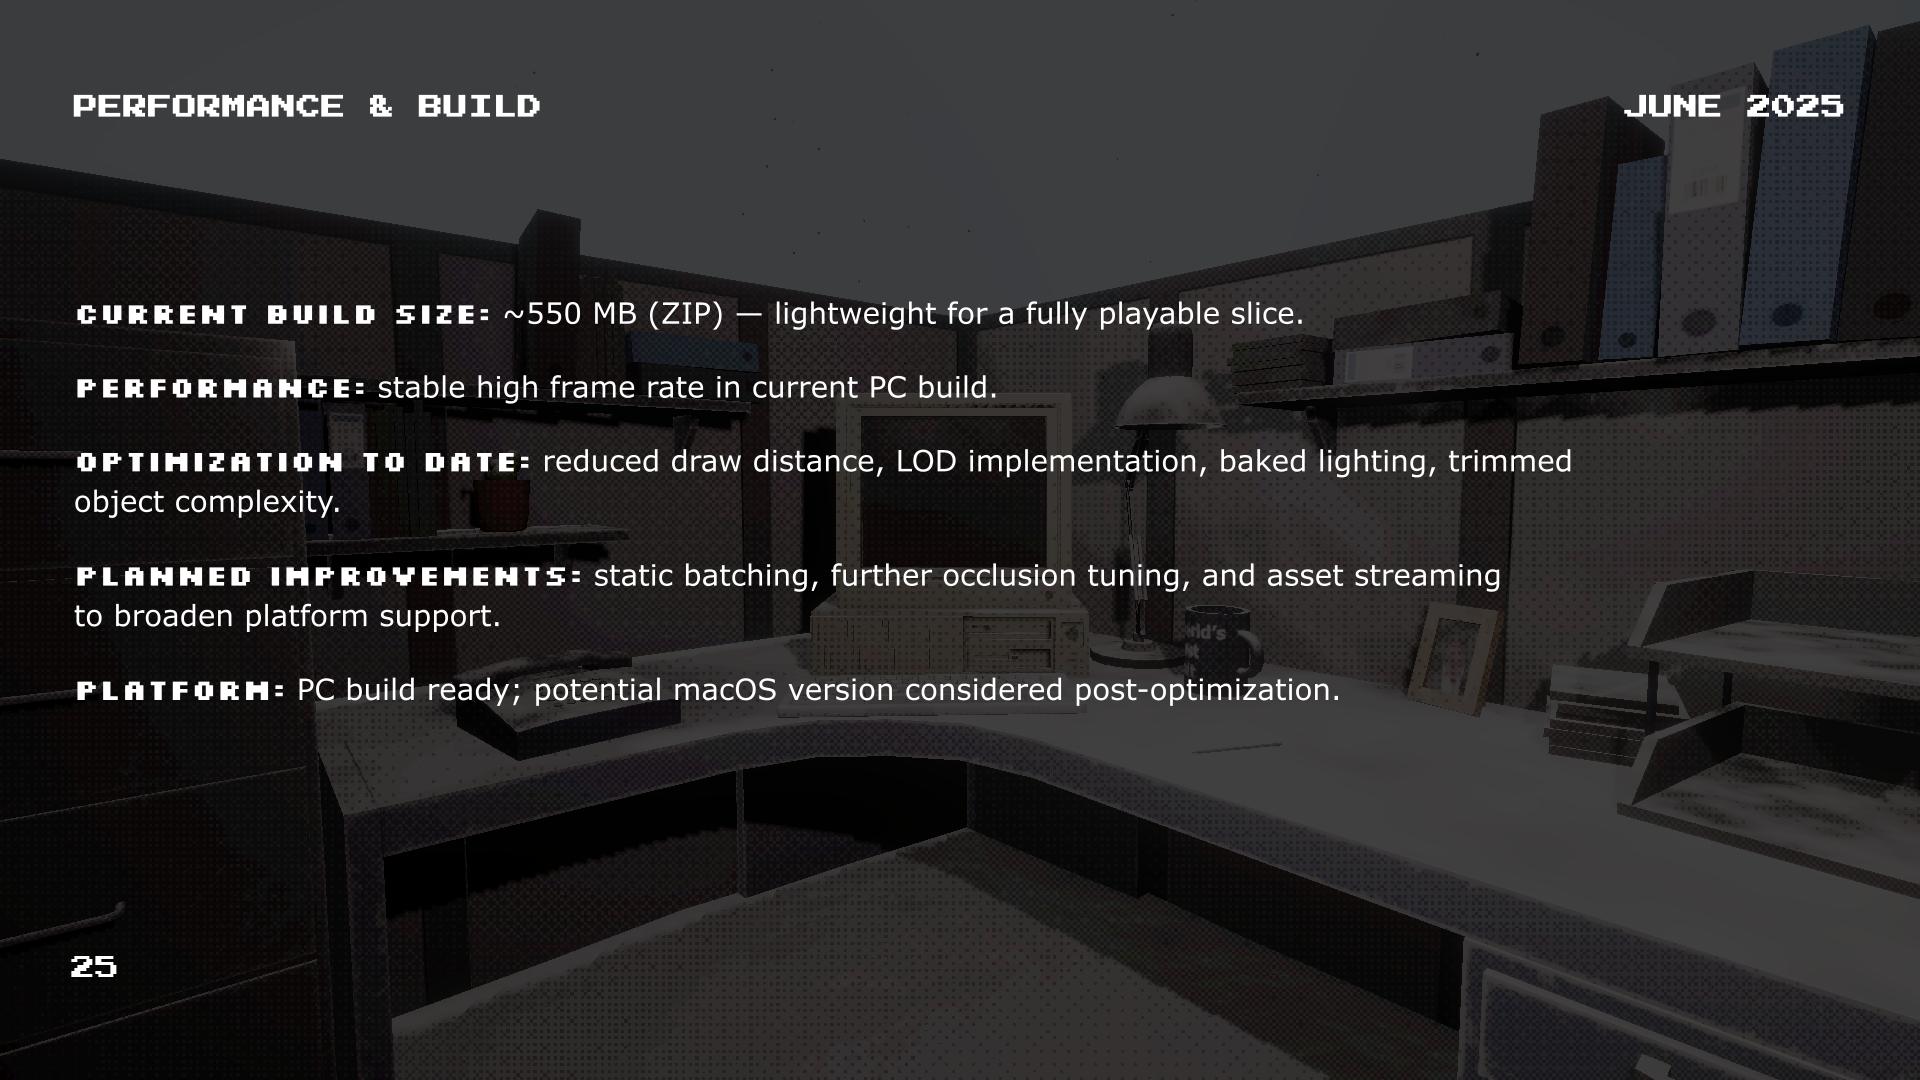 PERFORMANCE & BUILD
JUNE 2025
CURRENT BUILD SIZE: ~550 MB (ZIP) — lightweight for a fully playable slice.
PERFORMANCE: stable high frame rate in current PC build.
OPTIMIZATION TO DATE: reduced draw distance, LOD implementation, baked lighting, trimmed
object complexity.
PLANNED IMPROVEMENTS: static batching, further occlusion tuning, and asset streaming
to broaden platform support.
PLATFORM: PC build ready; potential macOS version considered post-optimization.
25